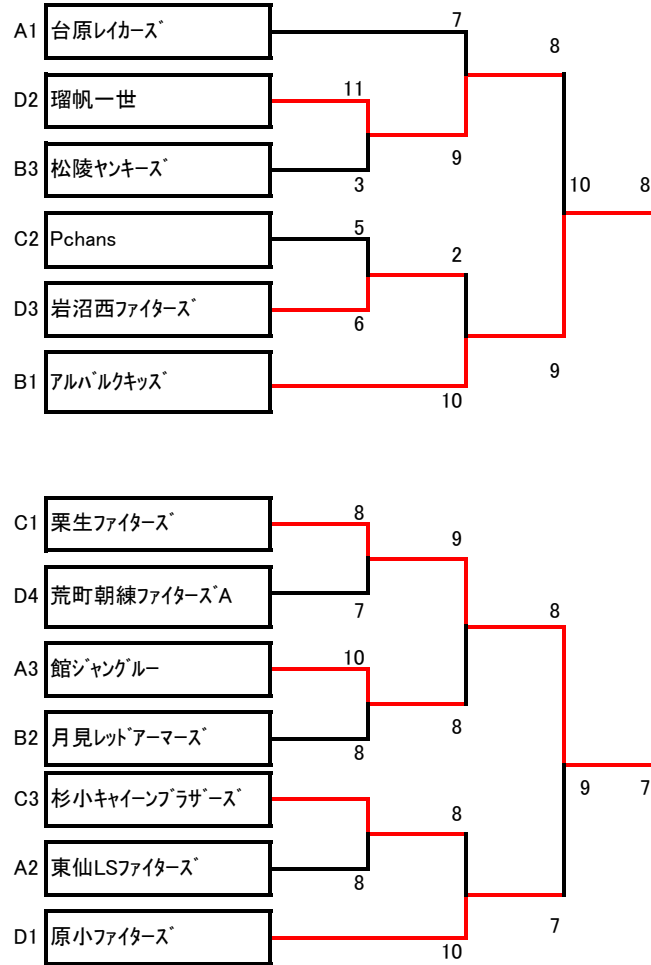 A1 台原レイカーズ 7
8
D2 瑠帆一世 11
9
B3 松陵ヤンキーズ 3
10 8
C2 Pchans 5
2
D3 岩沼西ファイターズ 6
9
B1 アルバルクキッズ 10
C1 栗生ファイターズ 8
9
D4 荒町朝練ファイターズA 7
8
A3 館ジャングルー 10
8
B2 月見レッドアーマーズ 8
9 7
C3 杉小キャイーンブラザーズ 8
A2 東仙LSファイターズ 8
7
D1 原小ファイターズ 10